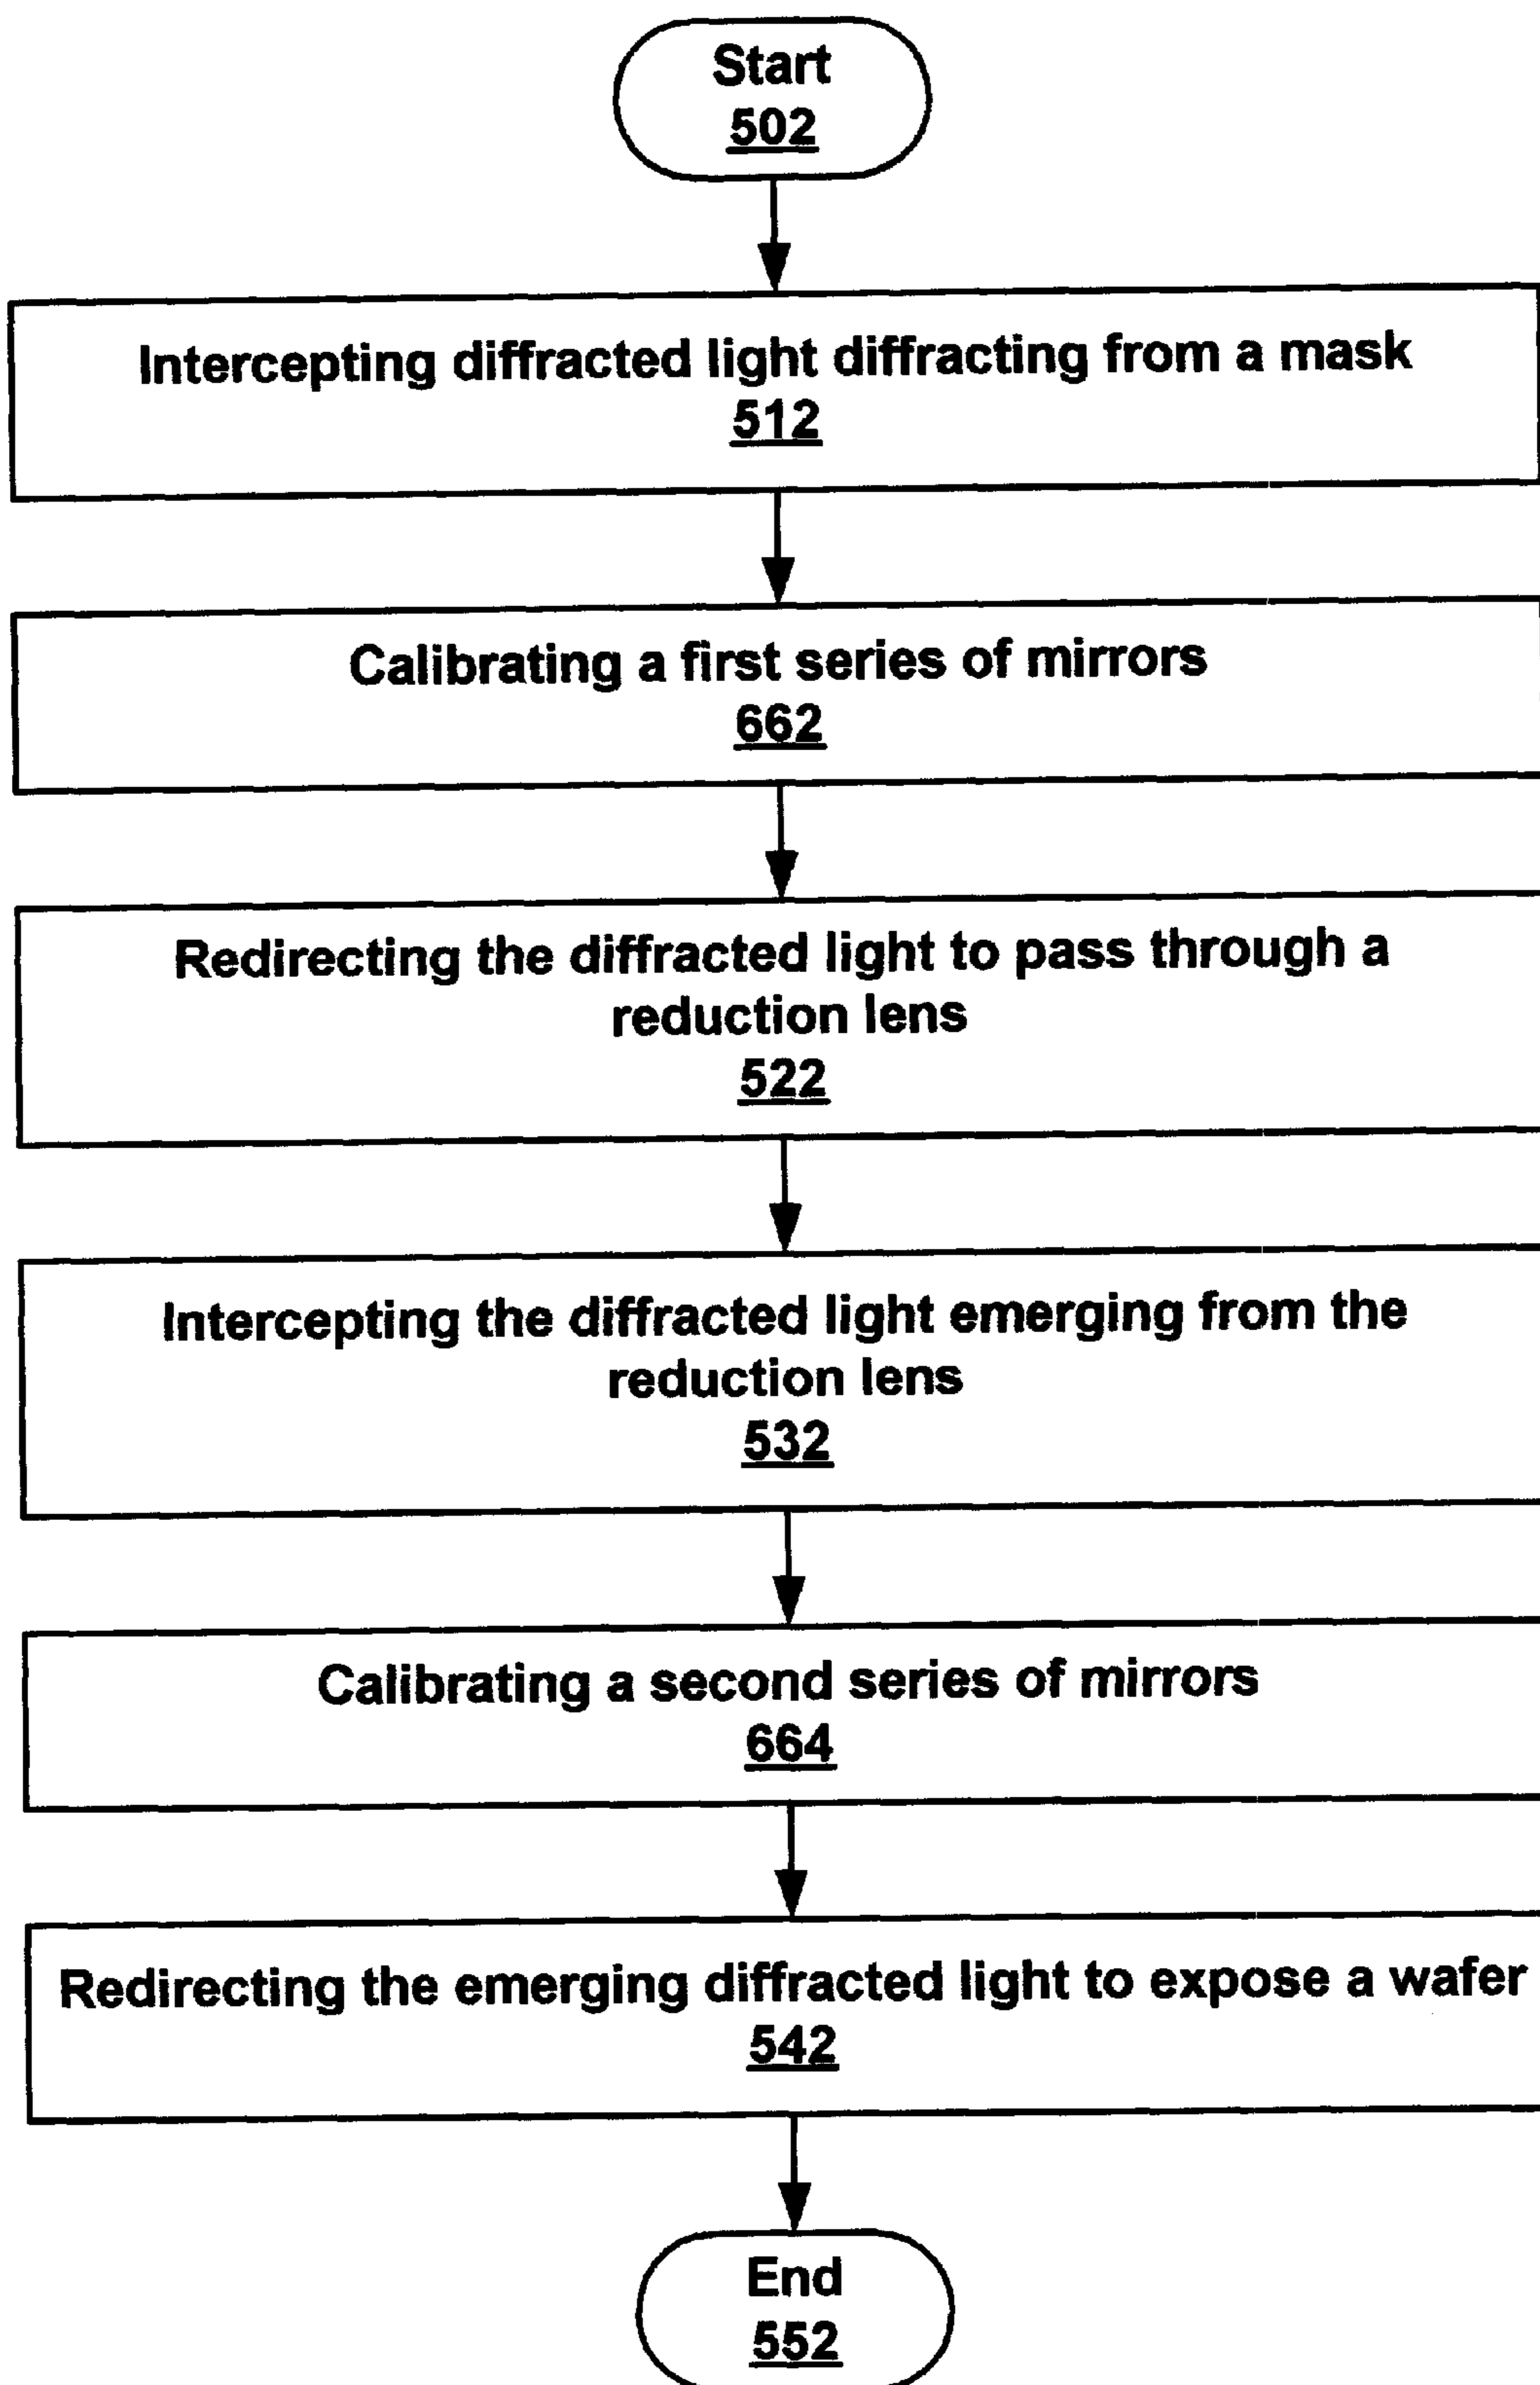 Start
502
Intercepting diffracted light diffracting from a mask
512
Calibrating a first series of mirrors
662
Redirecting the diffracted light to pass through a
reduction lens
522
Intercepting the diffracted light emerging from the
reduction lens
532
Calibrating a second series of mirrors
664
Redirecting the emerging diffracted light to expose a wafer
542
End
552